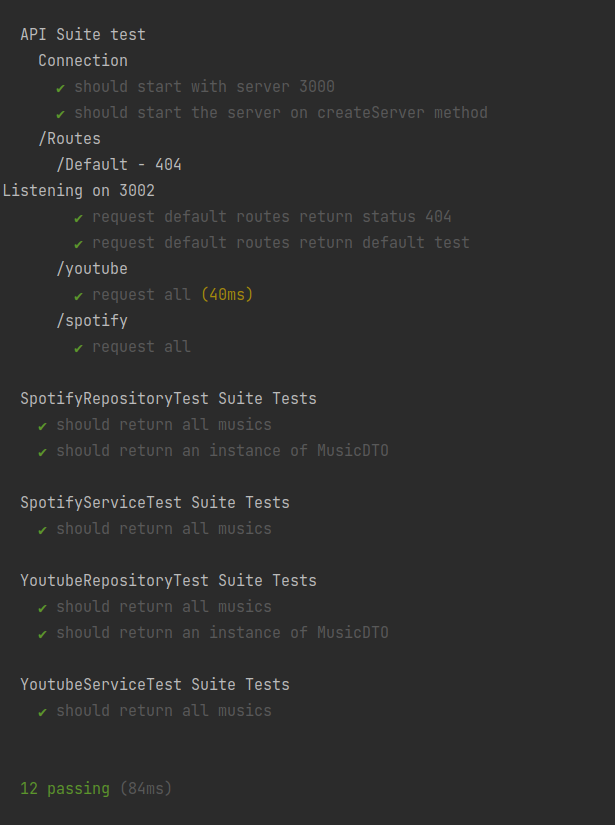 API Suite test
Connection
✔ should start with server 3000
✔ should start the server on createServer method
/Routes
/Default - 404
Listening on 3002
✔ request default routes return status 404
✔ request default routes return default test
/youtube
✔ request all (40ms)
/spotify
✔ request all
SpotifyRepositoryTest Suite Tests
✔ should return all musics
✔ should return an instance of MusicDTO
SpotifyServiceTest Suite Tests
✔ should return all musics
YoutubeRepositoryTest Suite Tests
✔ should return all musics
✔ should return an instance of MusicDTO
YoutubeServiceTest Suite Tests
✔ should return all musics
12 passing (84ms)